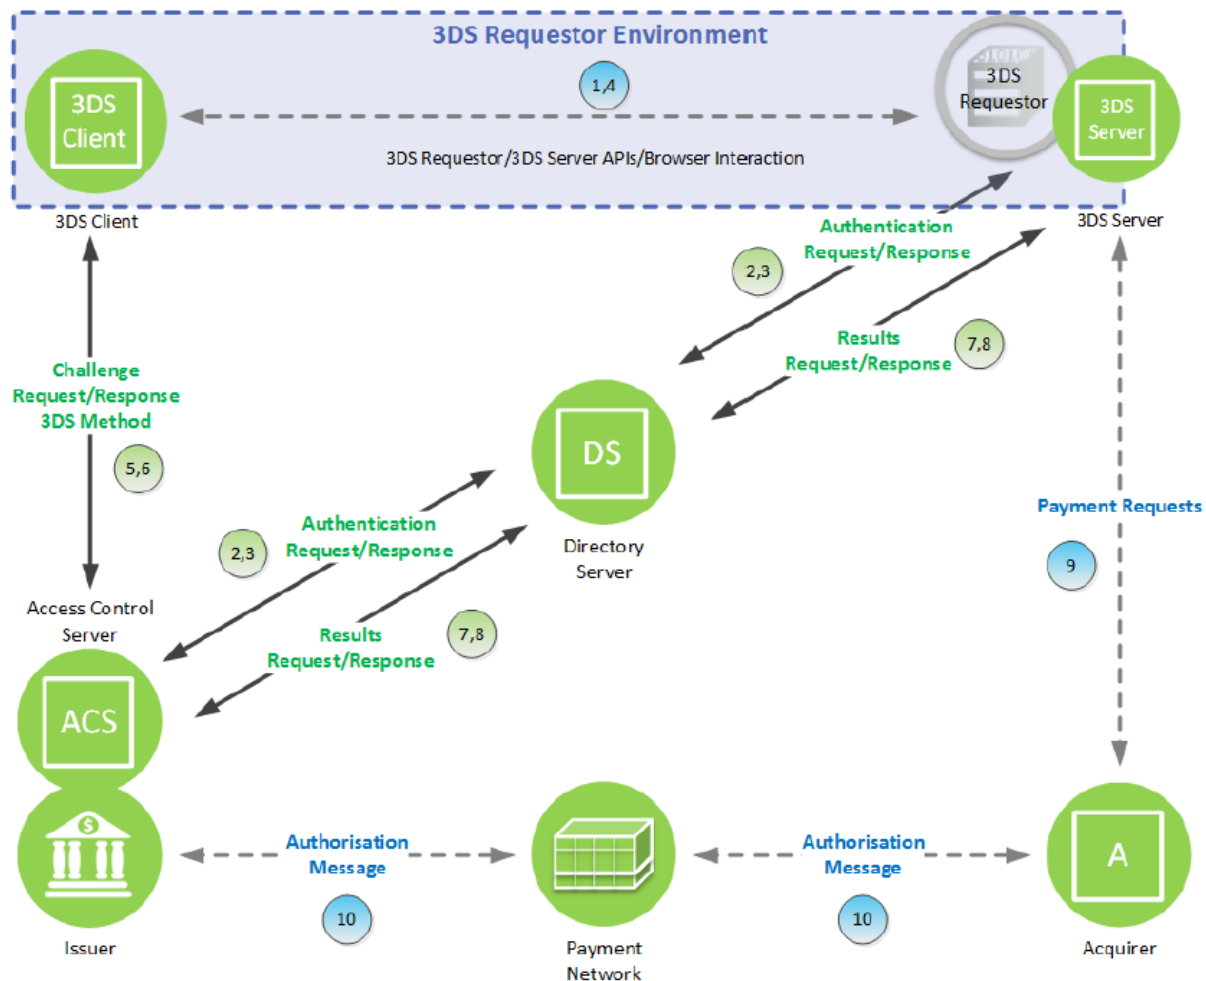 3DS Requestor Environment
3DS
Client
1,4
3DS
Requestor
3DS
Server
3DS Requestor/3DS Server APIs/Browser Interaction
3DS Client
3DS Server
Authentication
Request/Response
2,3
Results
Request/Response
7,8
Challenge
Request/Response
3DS Method
5,6
DS
Directory
Server
Authentication
Request/Response
2,3
Results
Request/Response
7,8
Payment Requests
9
Access Control
Server
ACS
Authorisation
Message
10
Authorisation
Message
10
A
Issuer
Payment
Network
Acquirer